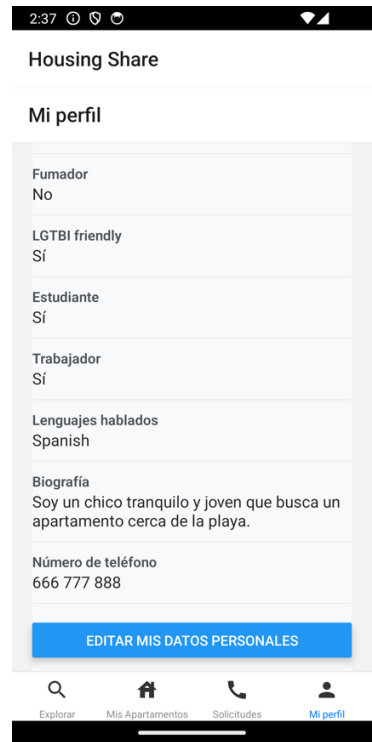 2:37
Housing Share
Mi perfil
Fumador
No
LGTBI friendly
Sí
Estudiante
Sí
Trabajador
Sí
Lenguajes hablados
Spanish
Biografía
Soy un chico tranquilo y joven que busca un
apartamento cerca de la playa.
Número de teléfono
666 777 888
EDITAR MIS DATOS PERSONALES
Explorar Mis Apartamentos Solicitudes Mi perfil